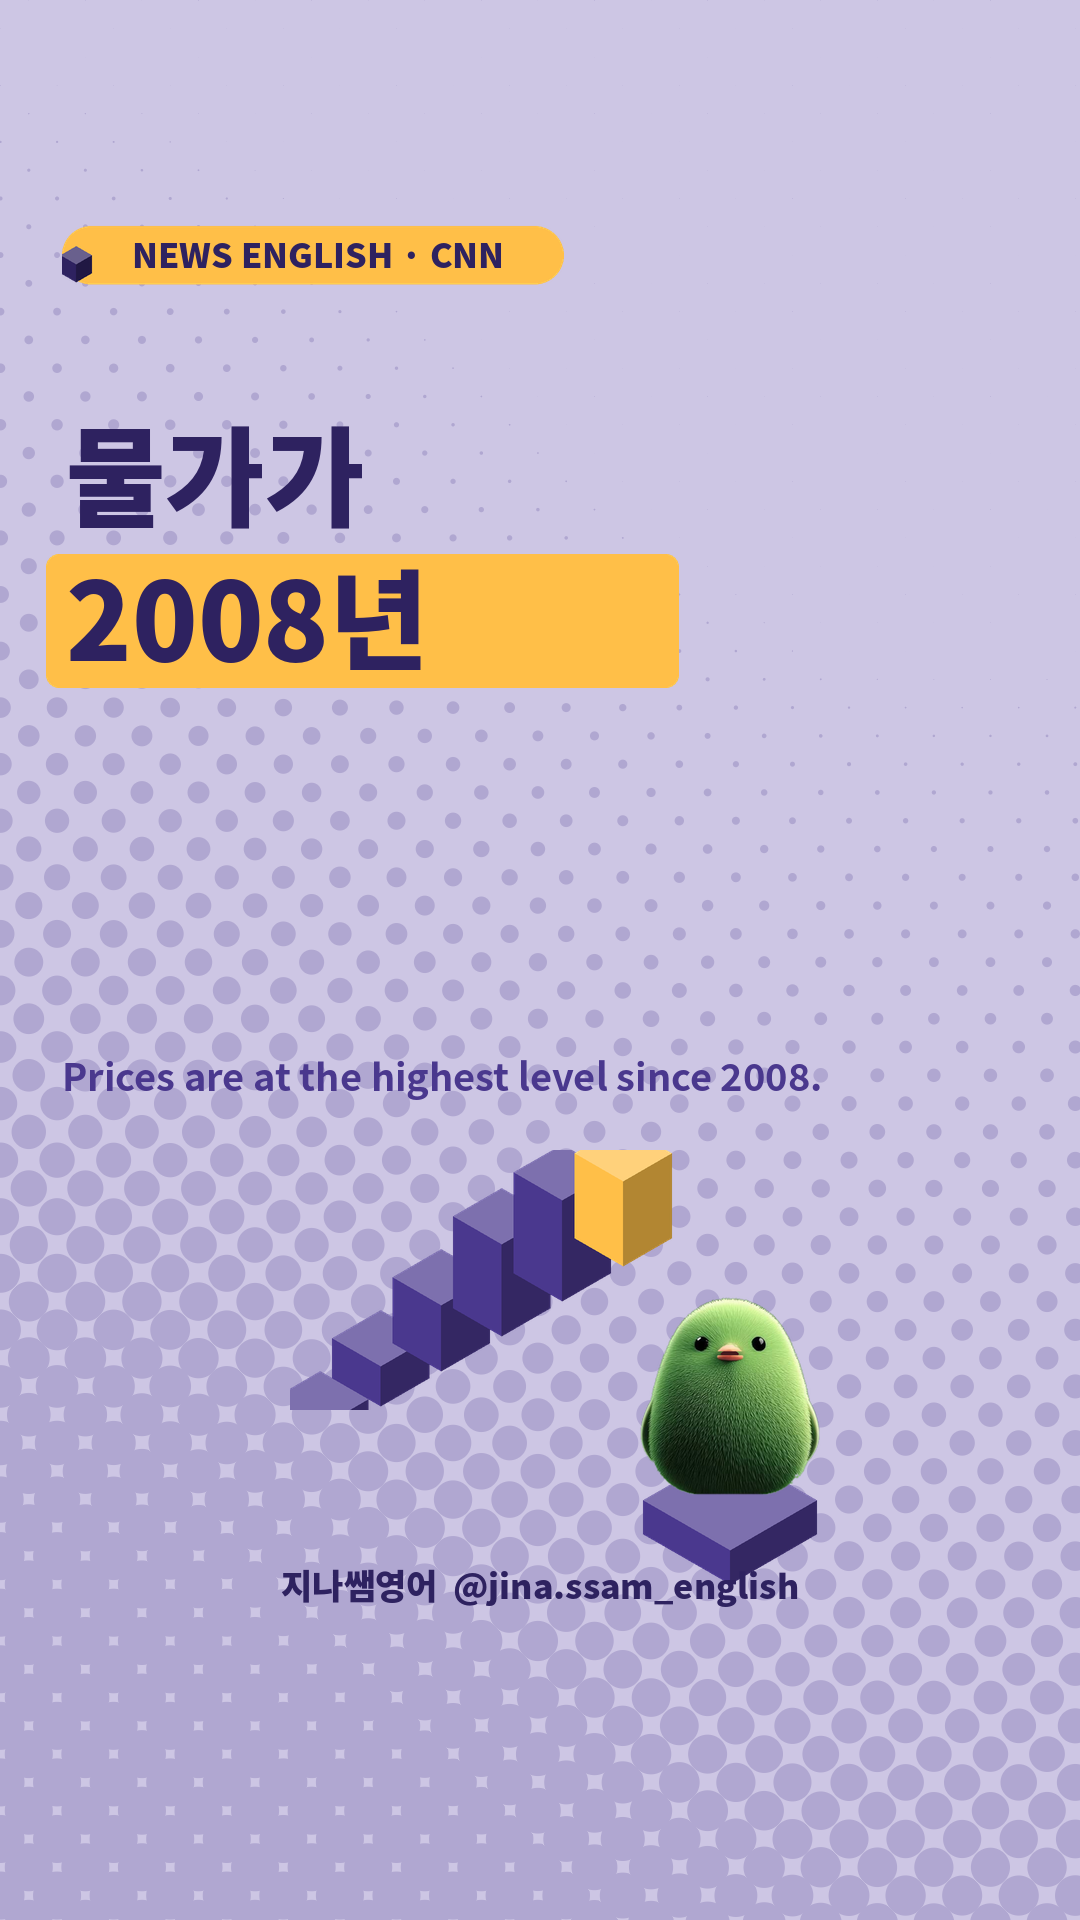 NEWS ENGLISH · CNN
물가가
2008년
Prices are at the highest level since 2008.
지나쌤영어 @jina.ssam_english